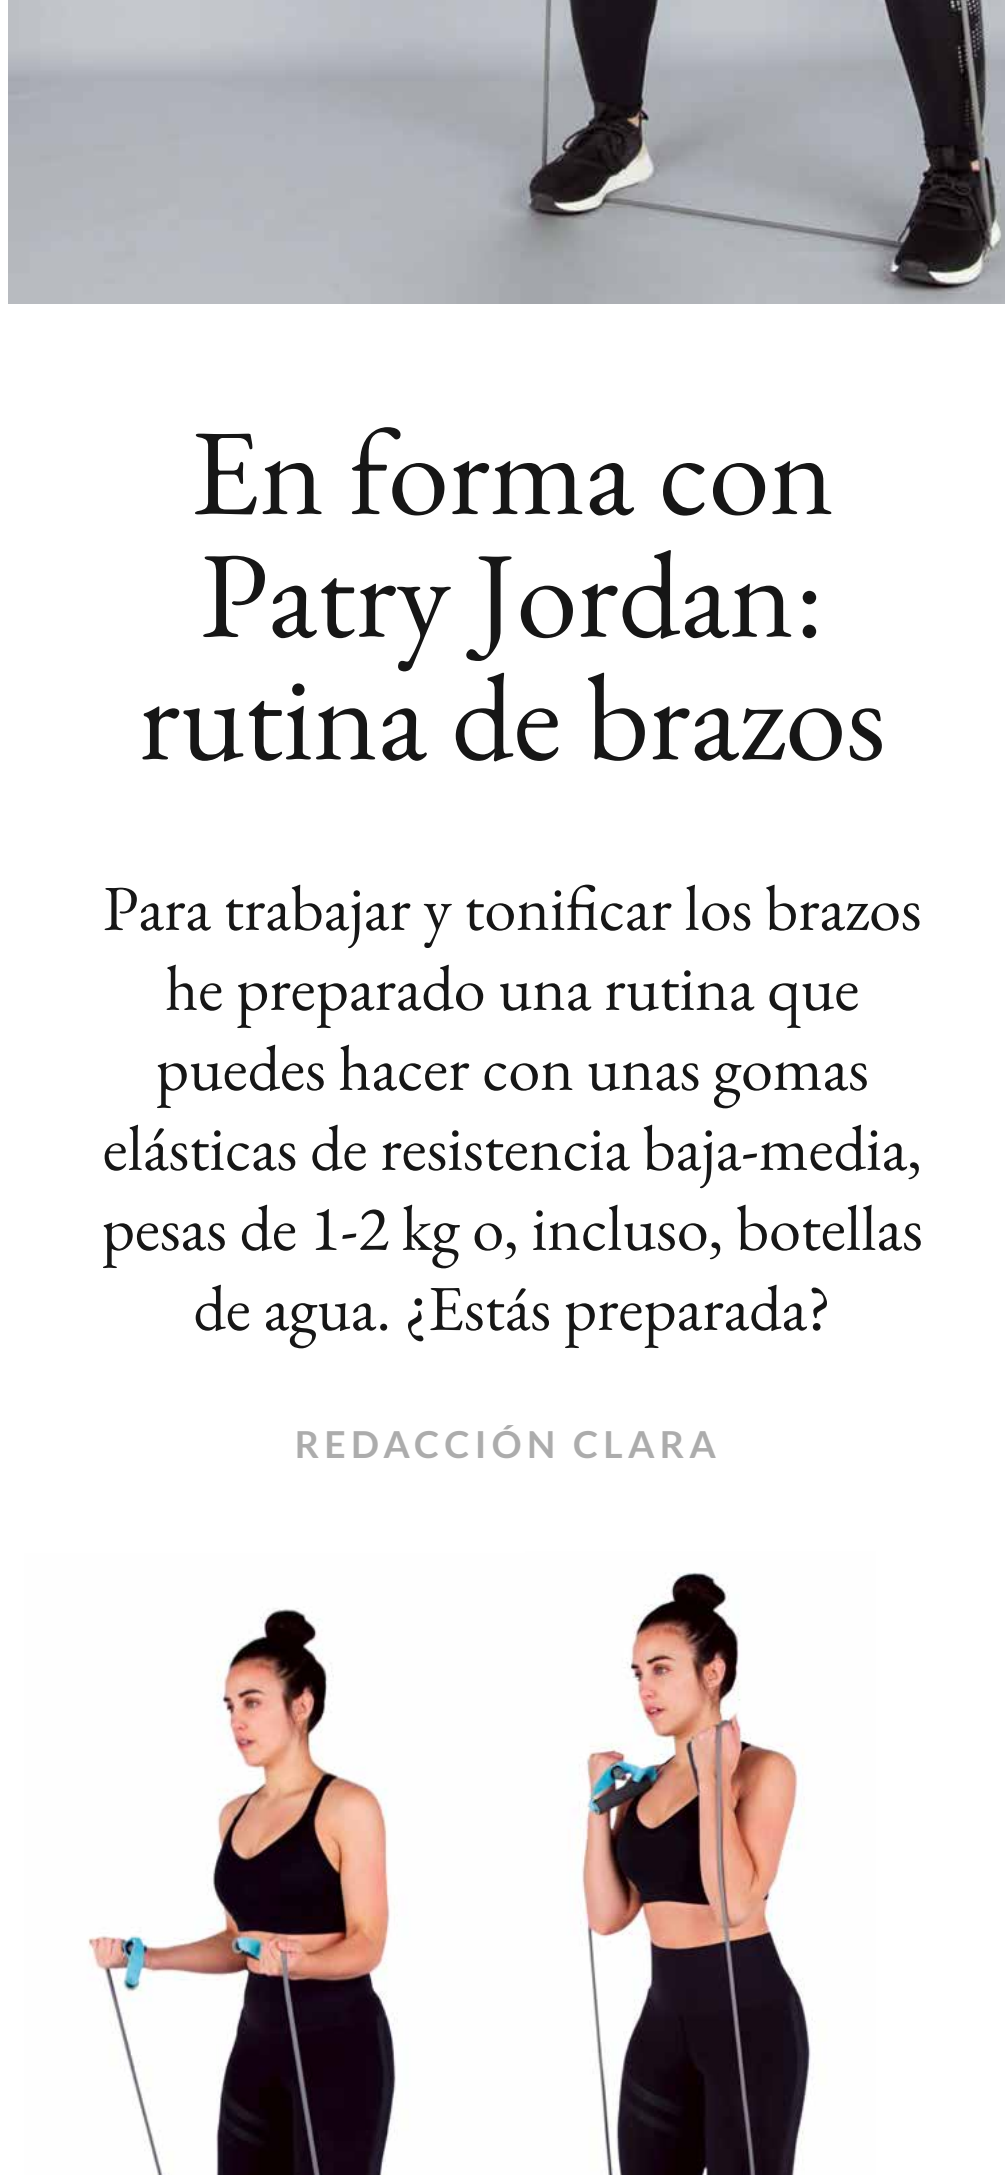 En forma con
Patry Jordan:
rutina de brazos
Para trabajar y tonificar los brazos
he preparado una rutina que
puedes hacer con unas gomas
elásticas de resistencia baja-media,
pesas de 1-2 kg o, incluso, botellas
de agua. ¿Estás preparada?
REDACCIÓN CLARA